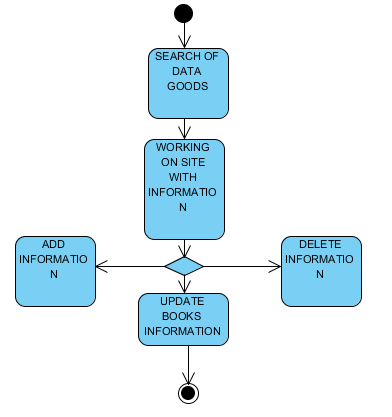 SEARCH OF
DATA
GOODS
WORKING
ON SITE
WITH
INFORMATIO
N
ADD
INFORMATIO
N
DELETE
INFORMATIO
N
UPDATE
BOOKS
INFORMATION